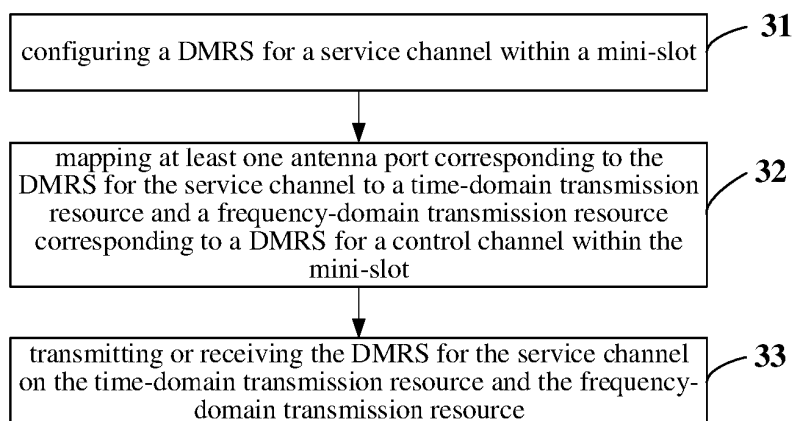 configuring a DMRS for a service channel within a mini-slot
31
mapping at least one antenna port corresponding to the
DMRS for the service channel to a time-domain transmission
resource and a frequency-domain transmission resource
corresponding to a DMRS for a control channel within the
mini-slot
32
transmitting or receiving the DMRS for the service channel
on the time-domain transmission resource and the frequency-
domain transmission resource
33